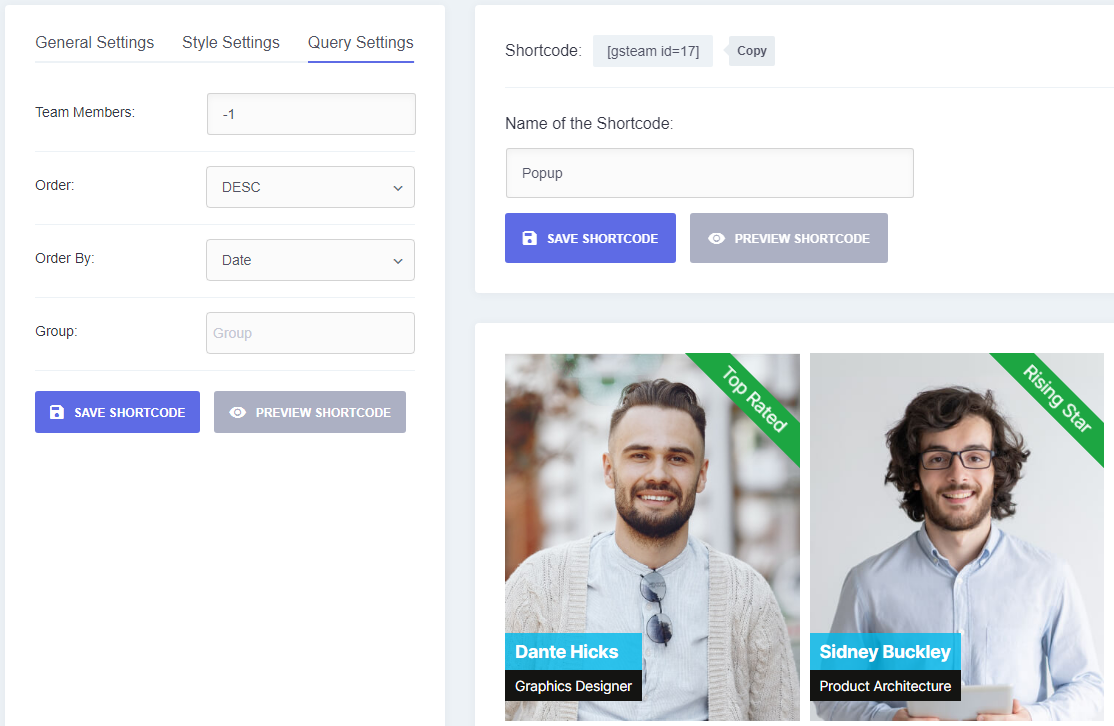 General Settings
Style Settings
Query Settings
Team Members:
-1
Order:
DESC
Order By:
Date
Group:
Group
SAVE SHORTCODE
PREVIEW SHORTCODE
Shortcode:
[gsteam id=17]
Copy
Name of the Shortcode:
Popup
SAVE SHORTCODE
PREVIEW SHORTCODE
Top Rated
Dante Hicks
Graphics Designer
Rising Star
Sidney Buckley
Product Architecture